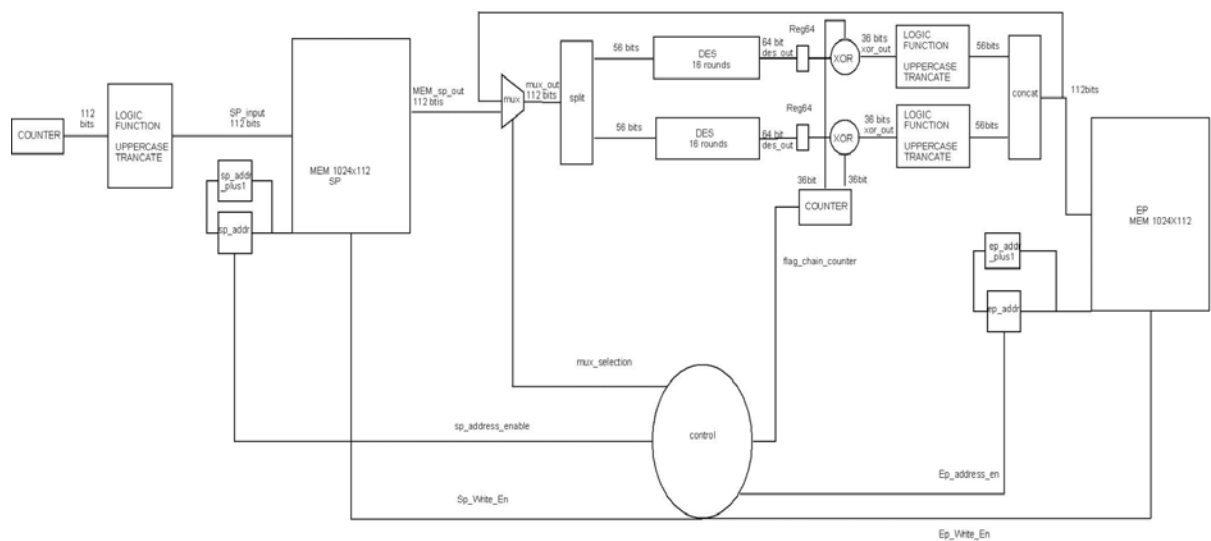 COUNTER
112
bits
LOGIC
FUNCTION
UPPERCASE
TRANCATE
SP_input
112 bits
sp_addr
_plus1
sp_addr
MEM 1024x112
SP
MEM_sp_out
112 btis
mux
mux_out
112 bits
split
56 bits
DES
16 rounds
64 bit
des_out
Reg64
XOR
36 bits
xor_out
LOGIC
FUNCTION
UPPERCASE
TRANCATE
56bits
56 bits
DES
16 rounds
64 bit
des_out
Reg64
XOR
36 bits
xor_out
LOGIC
FUNCTION
UPPERCASE
TRANCATE
56bits
concat
112bits
36bit
36bit
COUNTER
flag_chain_counter
EP
MEM 1024X112
ep_addr
_plus1
ep_addr
mux_selection
control
sp_address_enable
Sp_Write_En
Ep_address_en
Ep_Write_En